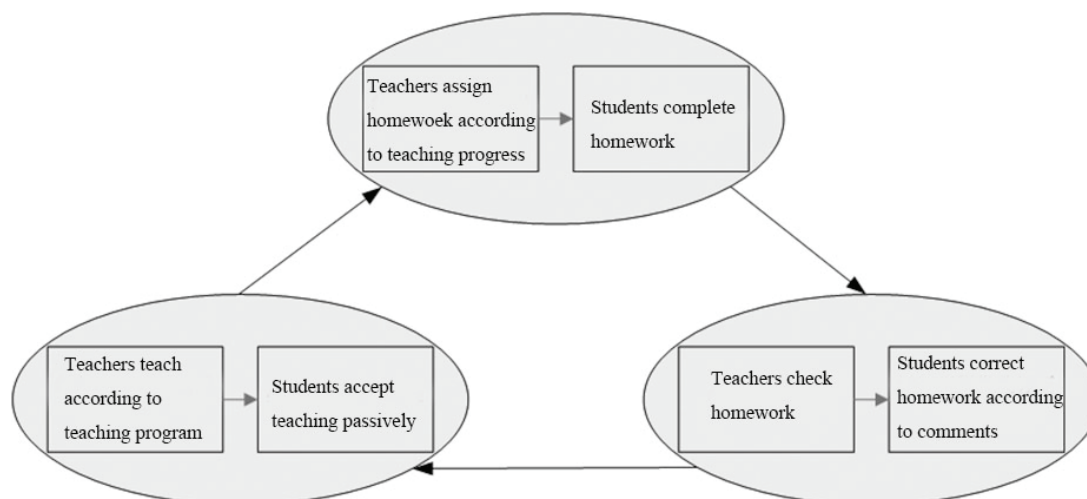 Teachers assign
homewoek according
to teaching progress
Students complete
homework
Teachers teach
according to
teaching program
Students accept
teaching passively
Teachers check
homework
Students correct
homework according
to comments